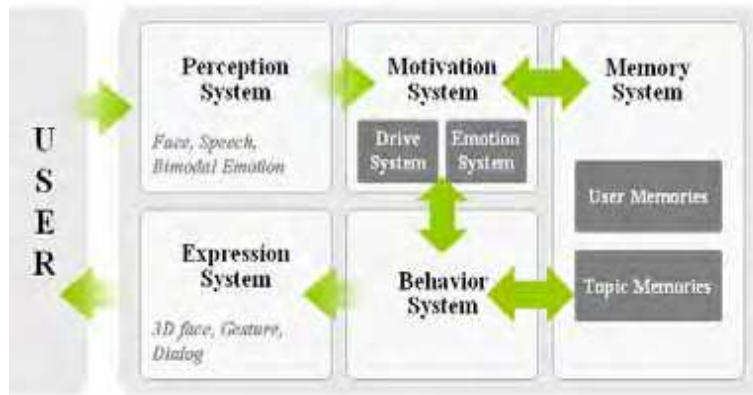 U
S
E
R
Perception
System
Face, Speech,
Bimodal Emotion
Motivation
System
Drive
System
Emotion
System
Memory
System
User Memories
Topic Memories
Expression
System
3D face, Gesture,
Dialog
Behavior
System